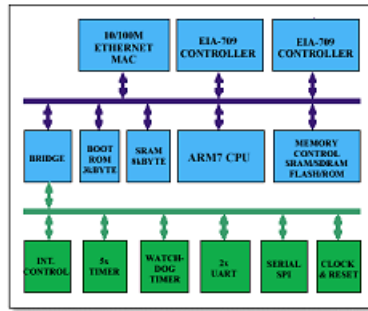 10/100M
ETHERNET
MAC
EIA-709
CONTROLLER
EIA-709
CONTROLLER
BRIDGE
BOOT
ROM
3kBYTE
SRAM
8kBYTE
ARM7 CPU
MEMORY
CONTROL
SRAM/SDRAM
FLASH/ROM
INT.
CONTROL
5x
TIMER
WATCH-
DOG
TIMER
2x
UART
SERIAL
SPI
CLOCK
& RESET